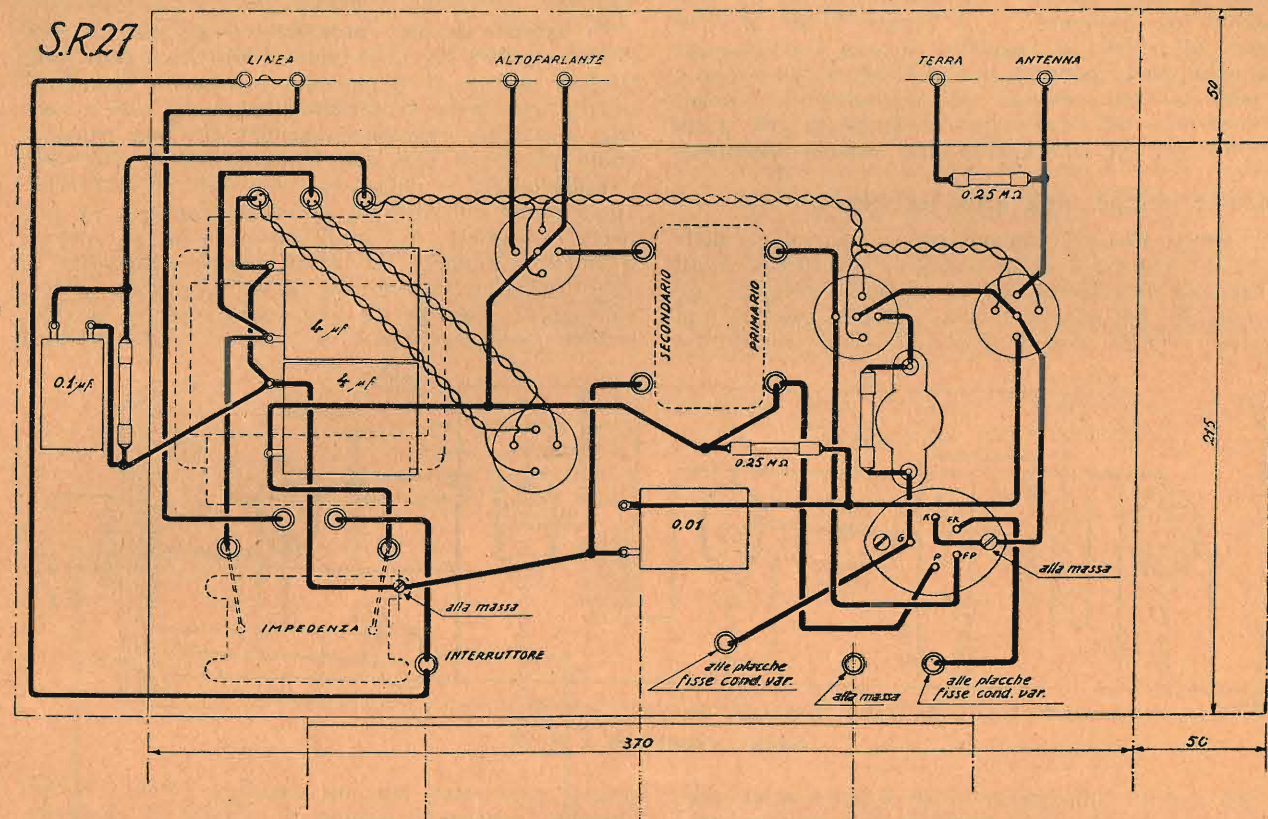 S.R.27
LINEA
ALTOPARLANTE
TERRA
ANTENNA
50
0.25 MΩ
4 µf
SECONDARIO
PRIMARIO
0.1 µf
4 µf
215
0.25 MΩ
0,01
K
FR
G
P
FP
alla massa
alla massa
IMPEDENZA
INTERRUTTORE
alle placche
fisse cond. var.
alla massa
alle placche
fisse cond. var.
370
50